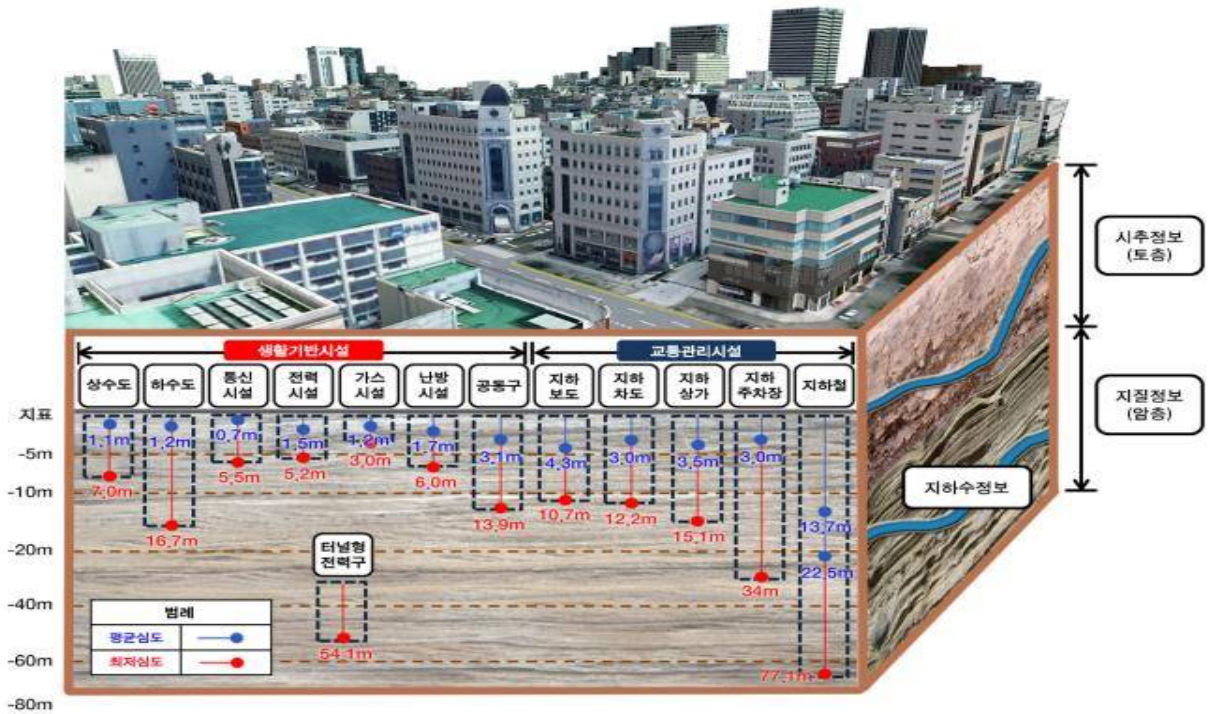 시추정보
(토층)
생활기반시설
교통관리시설
상수도
하수도
통신
시설
전력
시설
가스
시설
난방
시설
공동구
지하
보도
지하
차도
지하
상가
지하
주차장
지하철
지질정보
(암층)
지표
1.1m
1.2m
0.7m
1.5m
1.2m
1.7m
3.1m
4.3m
3.0m
3.5m
3.0m
-5m
7.0m
5.5m
5.2m
3.0m
6.0m
-10m
16.7m
13.9m
10.7m
12.2m
15.1m
13.7m
지하수정보
-20m
터널형
전력구
22.5m
34m
-40m
범례
평균심도
최저심도
54.1m
-60m
77.1m
-80m